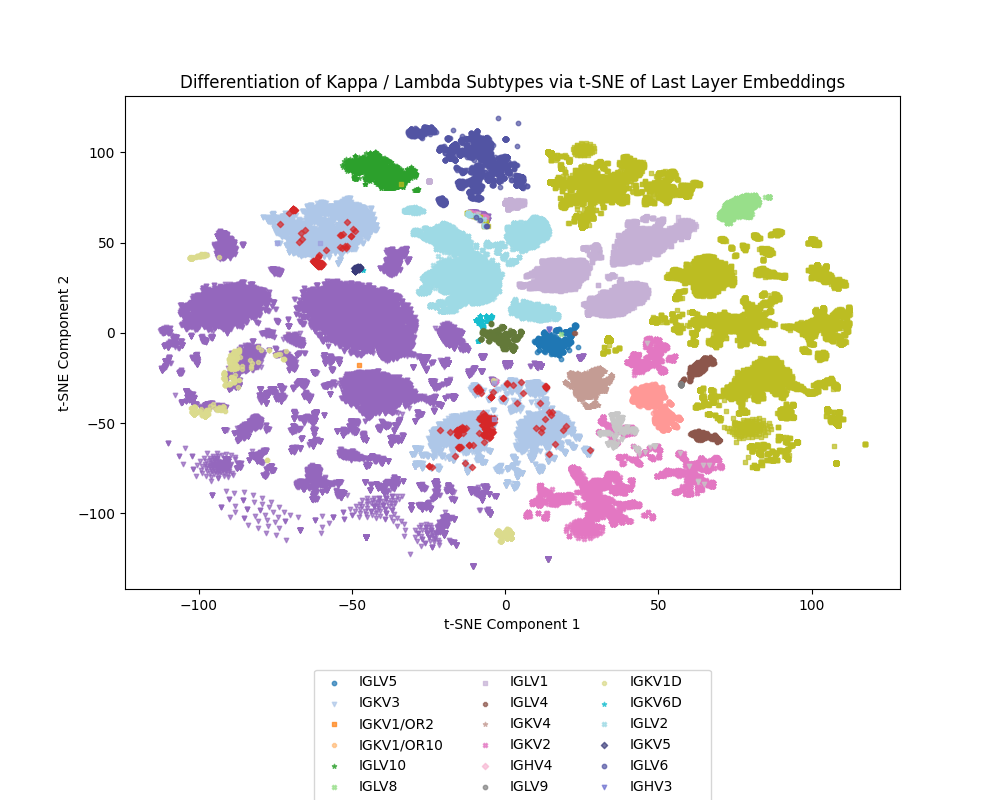 Differentiation of Kappa / Lambda Subtypes via t-SNE of Last Layer Embeddings
100
50
0
−50
−100
t-SNE Component 2
−100
−50
0
50
100
t-SNE Component 1
IGLV5
IGKV3
IGKV1/OR2
IGKV1/OR10
IGLV10
IGLV8
IGLV1
IGLV4
IGKV4
IGKV2
IGHV4
IGLV9
IGKV1D
IGKV6D
IGLV2
IGKV5
IGLV6
IGHV3